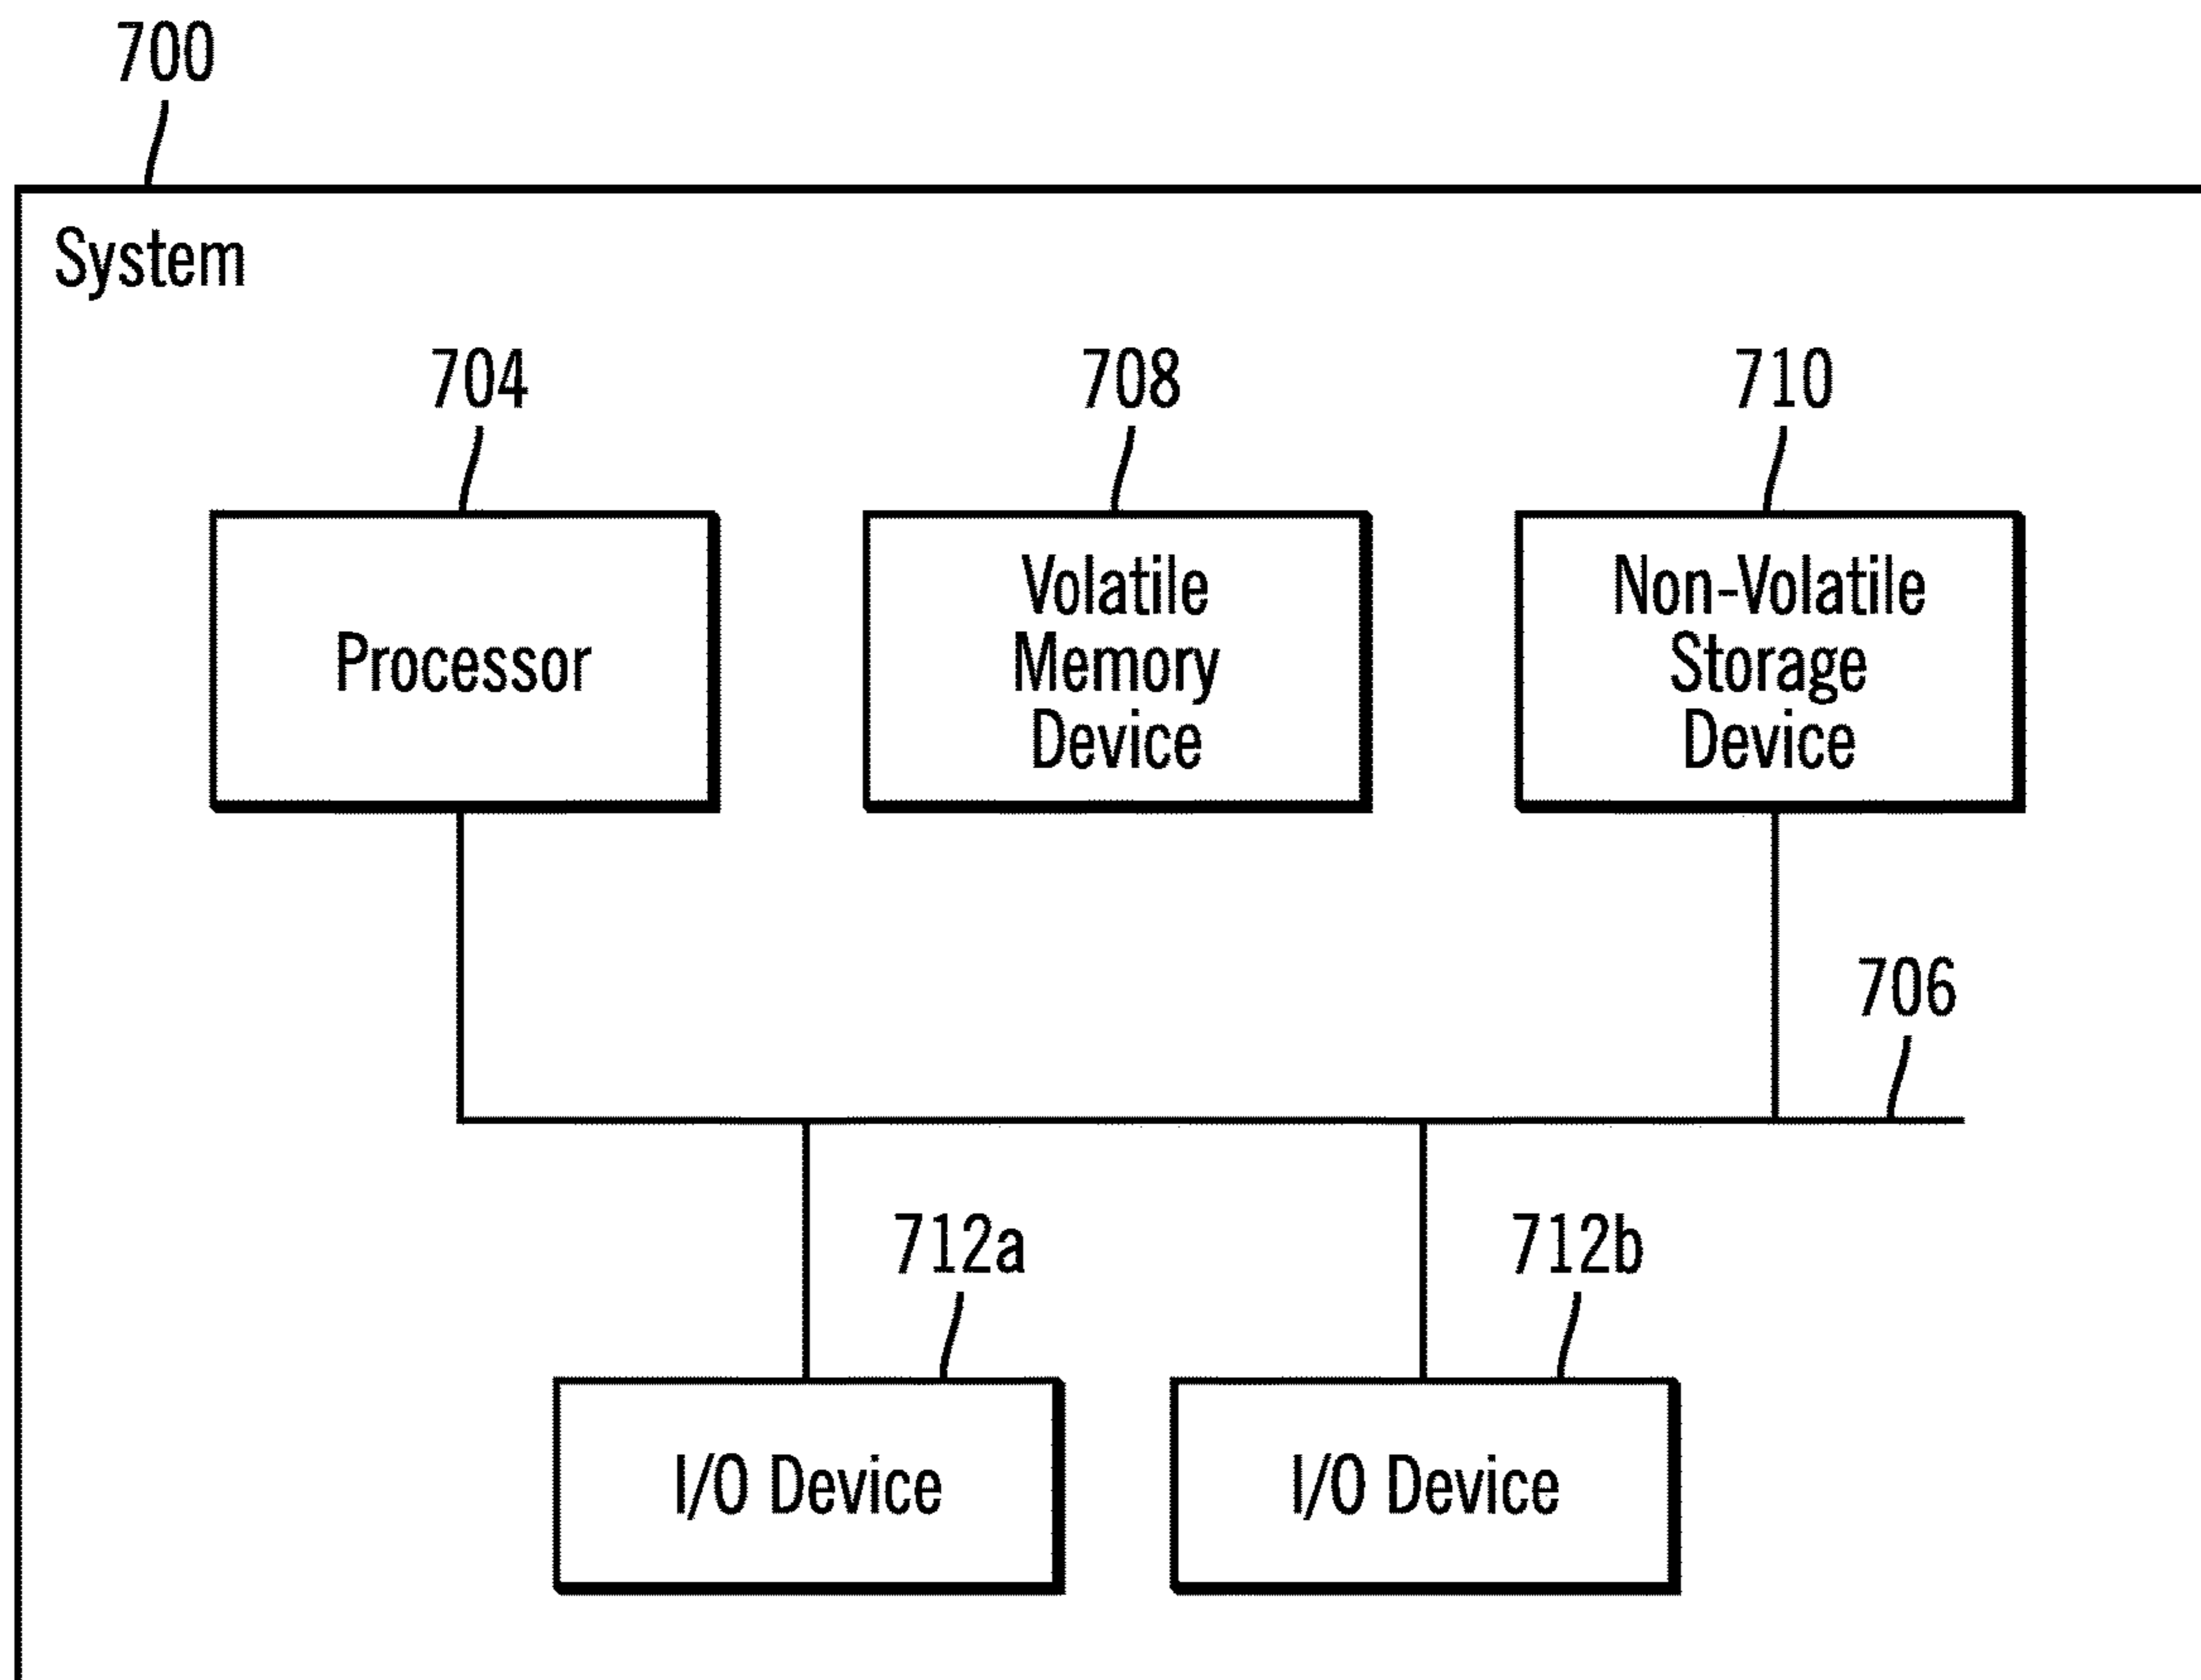 700
System
704
708
710
Processor
Volatile
Memory
Device
Non-Volatile
Storage
Device
706
712a
712b
I/O Device
I/O Device